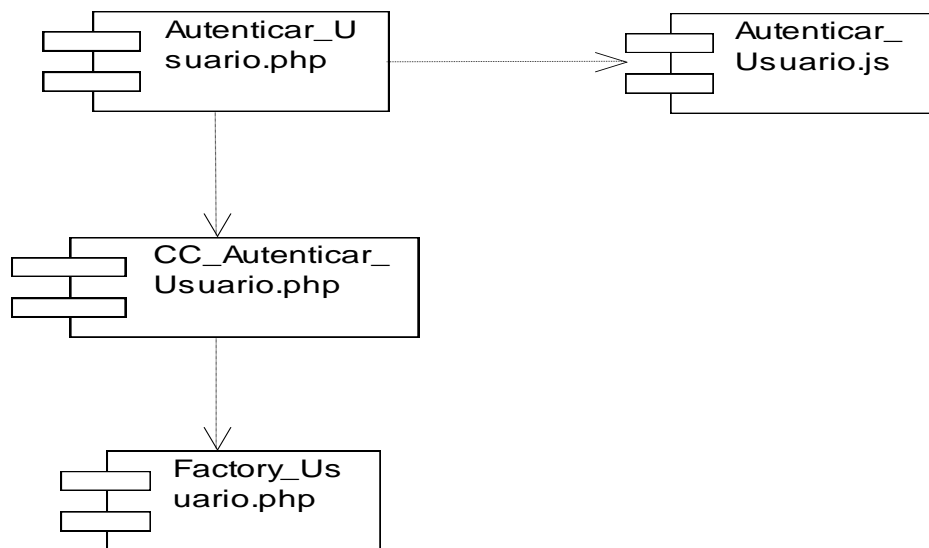 Autenticar_U
suario.php
Autenticar_
Usuario.js
CC_Autenticar_
Usuario.php
Factory_Us
uario.php